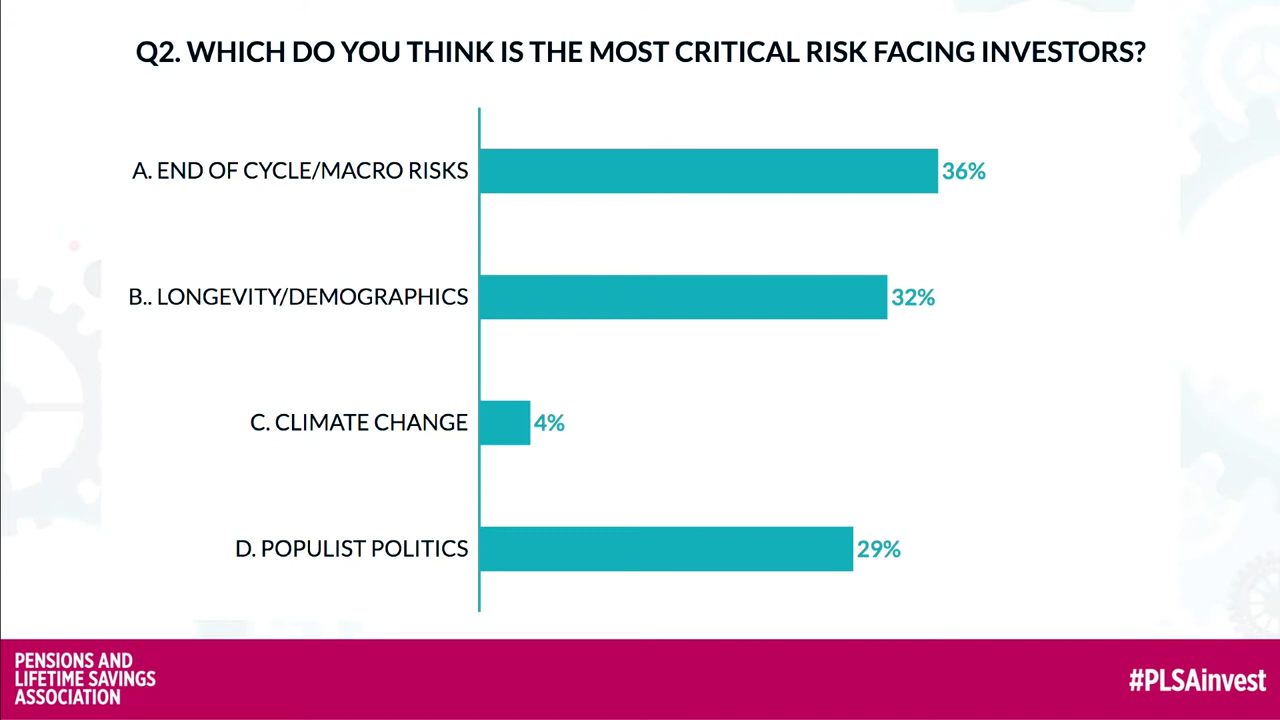 Q2. WHICH DO YOU THINK IS THE MOST CRITICAL RISK FACING INVESTORS?
A. END OF CYCLE/MACRO RISKS 36%
B.. LONGEVITY/DEMOGRAPHICS 32%
C. CLIMATE CHANGE 4%
D. POPULIST POLITICS 29%
PENSIONS AND
LIFETIME SAVINGS
ASSOCIATION
#PLSAinvest